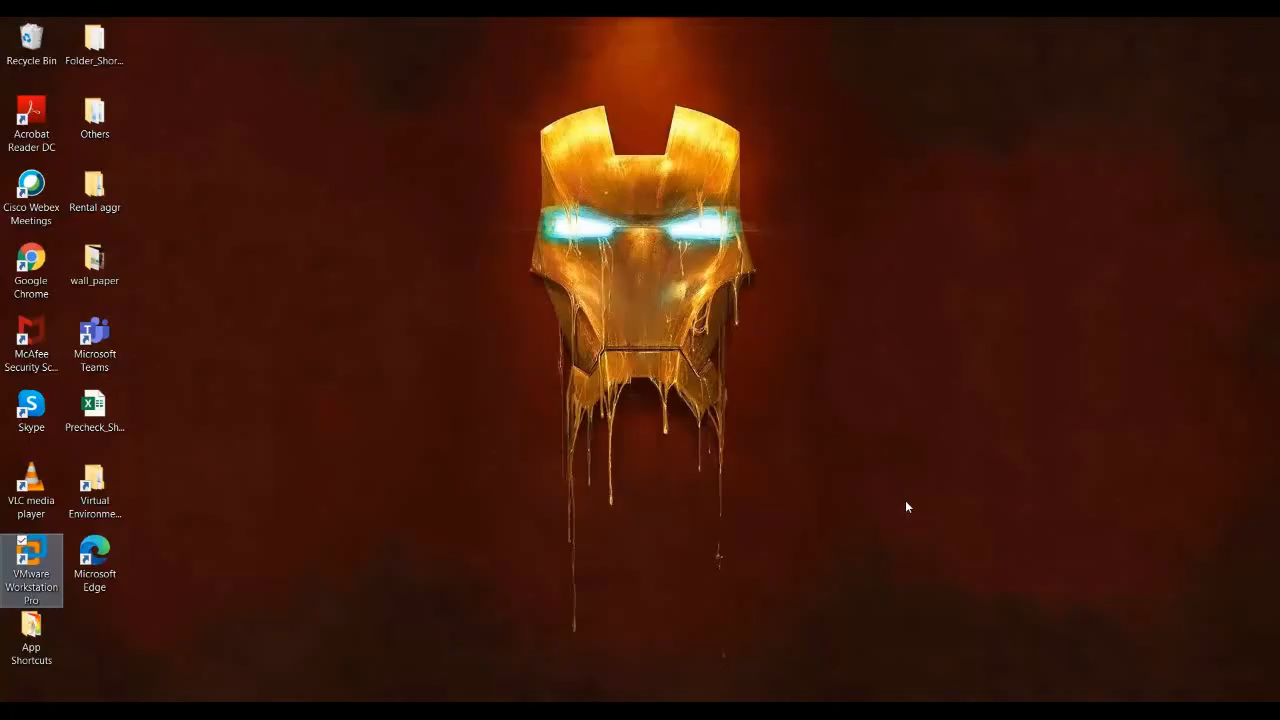 Recycle Bin
Folder_Shor...
Acrobat
Reader DC
Others
Cisco Webex
Meetings
Rental aggr
Google
Chrome
wall_paper
McAfee
Security Sc...
Microsoft
Teams
Skype
Precheck_Sh...
VLC media
player
Virtual
Environme...
VMware
Workstation
Pro
Microsoft
Edge
App
Shortcuts